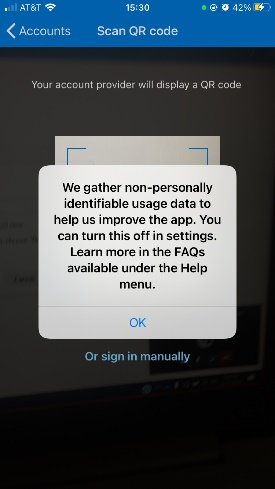 AT&T
15:30
42%
Accounts
Scan QR code
Your account provider will display a QR code
We gather non-personally
identifiable usage data to
help us improve the app. You
can turn this off in settings.
Learn more in the FAQs
available under the Help
menu.
OK
Or sign in manually